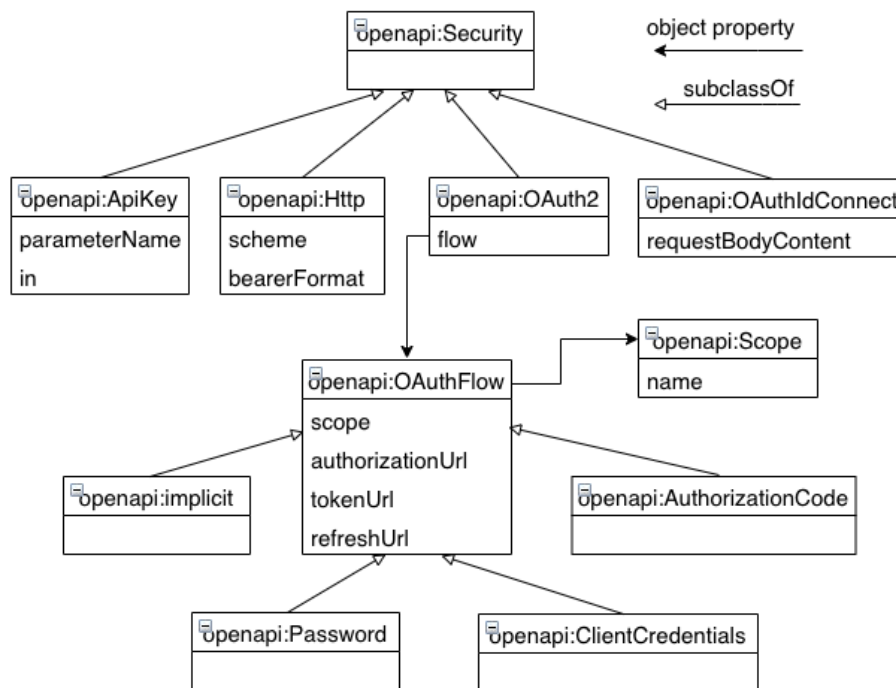 openapi:Security
object property
subclassOf
openapi:ApiKey
parameterName
in
openapi:Http
scheme
bearerFormat
openapi:OAuth2
flow
openapi:OAuthIdConnect
requestBodyContent
openapi:Scope
name
openapi:OAuthFlow
scope
authorizationUrl
tokenUrl
refreshUrl
openapi:implicit
openapi:AuthorizationCode
openapi:Password
openapi:ClientCredentials